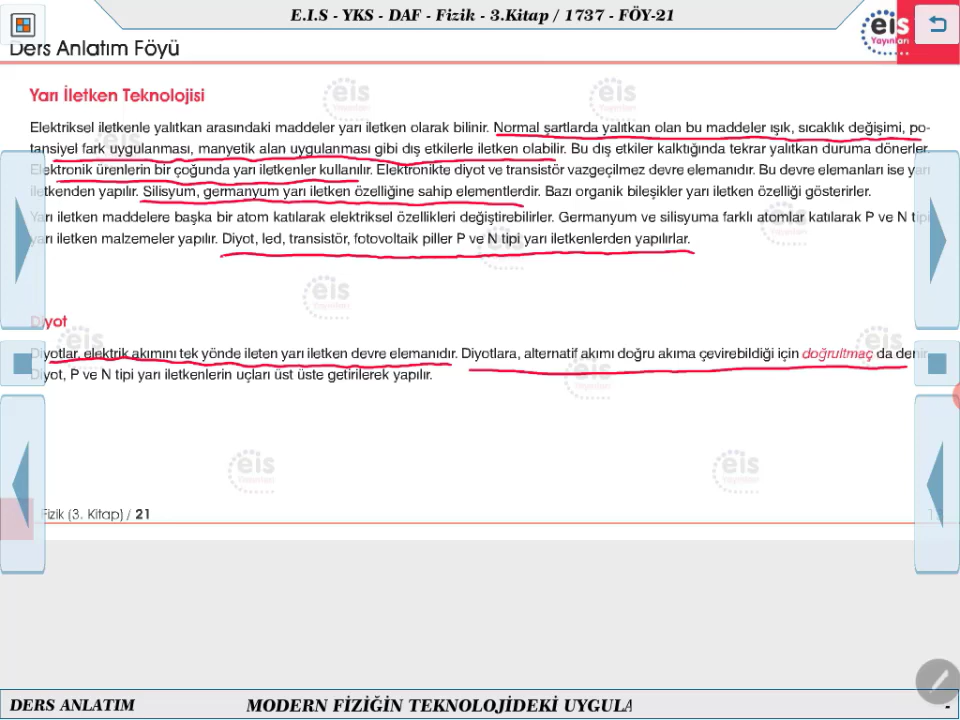 E.I.S - YKS - DAF - Fizik - 3.Kitap / 1737 - FÖY-21
eis
Yayınları
Ders Anlatım Föyü
Yarı İletken Teknolojisi
Elektriksel iletkenle yalıtkan arasındaki maddeler yarı iletken olarak bilinir. Normal şartlarda yalıtkan olan bu maddeler ışık, sıcaklık değişimi, po-
tansiyel fark uygulanması, manyetik alan uygulanması gibi dış etkilerle iletken olabilir. Bu dış etkiler kalktığında tekrar yalıtkan duruma dönerler.
Elektronik ürenlerin bir çoğunda yarı iletkenler kullanılır. Elektronikte diyot ve transistör vazgeçilmez devre elemanıdır. Bu devre elemanları ise yarı
iletkenden yapılır. Silisyum, germanyum yarı iletken özelliğine sahip elementlerdir. Bazı organik bileşikler yarı iletken özelliği gösterirler.
Yarı iletken maddelere başka bir atom katılarak elektriksel özellikleri değiştirebilirler. Germanyum ve silisyuma farklı atomlar katılarak P ve N tipi
yarı iletken malzemeler yapılır. Diyot, led, transistör, fotovoltaik piller P ve N tipi yarı iletkenlerden yapılırlar.
Diyot
Diyotlar, elektrik akımını tek yönde ileten yarı iletken devre elemanıdır. Diyotlara, alternatif akımı doğru akıma çevirebildiği için doğrultmaç da denir.
Diyot, P ve N tipi yarı iletkenlerin uçları üst üste getirilerek yapılır.
Fizik (3. Kitap) / 21
DERS ANLATIM
MODERN FİZİĞİN TEKNOLOJİDEKİ UYGULA
-